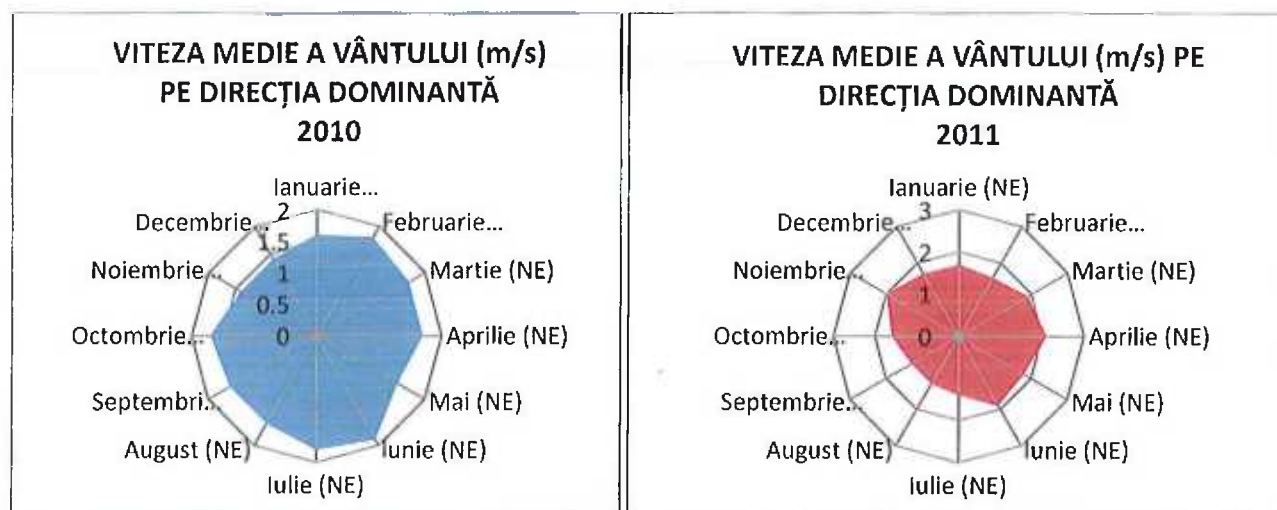 VITEZA MEDIE A VÂNTULUI (m/s)
PE DIRECȚIA DOMINANTĂ
2010
Ianuarie...
Februarie...
Martie (NE)
Aprilie (NE)
Mai (NE)
Iunie (NE)
Iulie (NE)
August (NE)
Septembri...
Octombrie...
Noiembrie...
Decembrie...
2
1.5
1
0.5
0
VITEZA MEDIE A VÂNTULUI (m/s) PE
DIRECȚIA DOMINANTĂ
2011
Ianuarie (NE)
Februarie...
Martie (NE)
Aprilie (NE)
Mai (NE)
Iunie (NE)
Iulie (NE)
August (NE)
Septembrie...
Octombrie...
Noiembrie...
Decembrie...
3
2
1
0